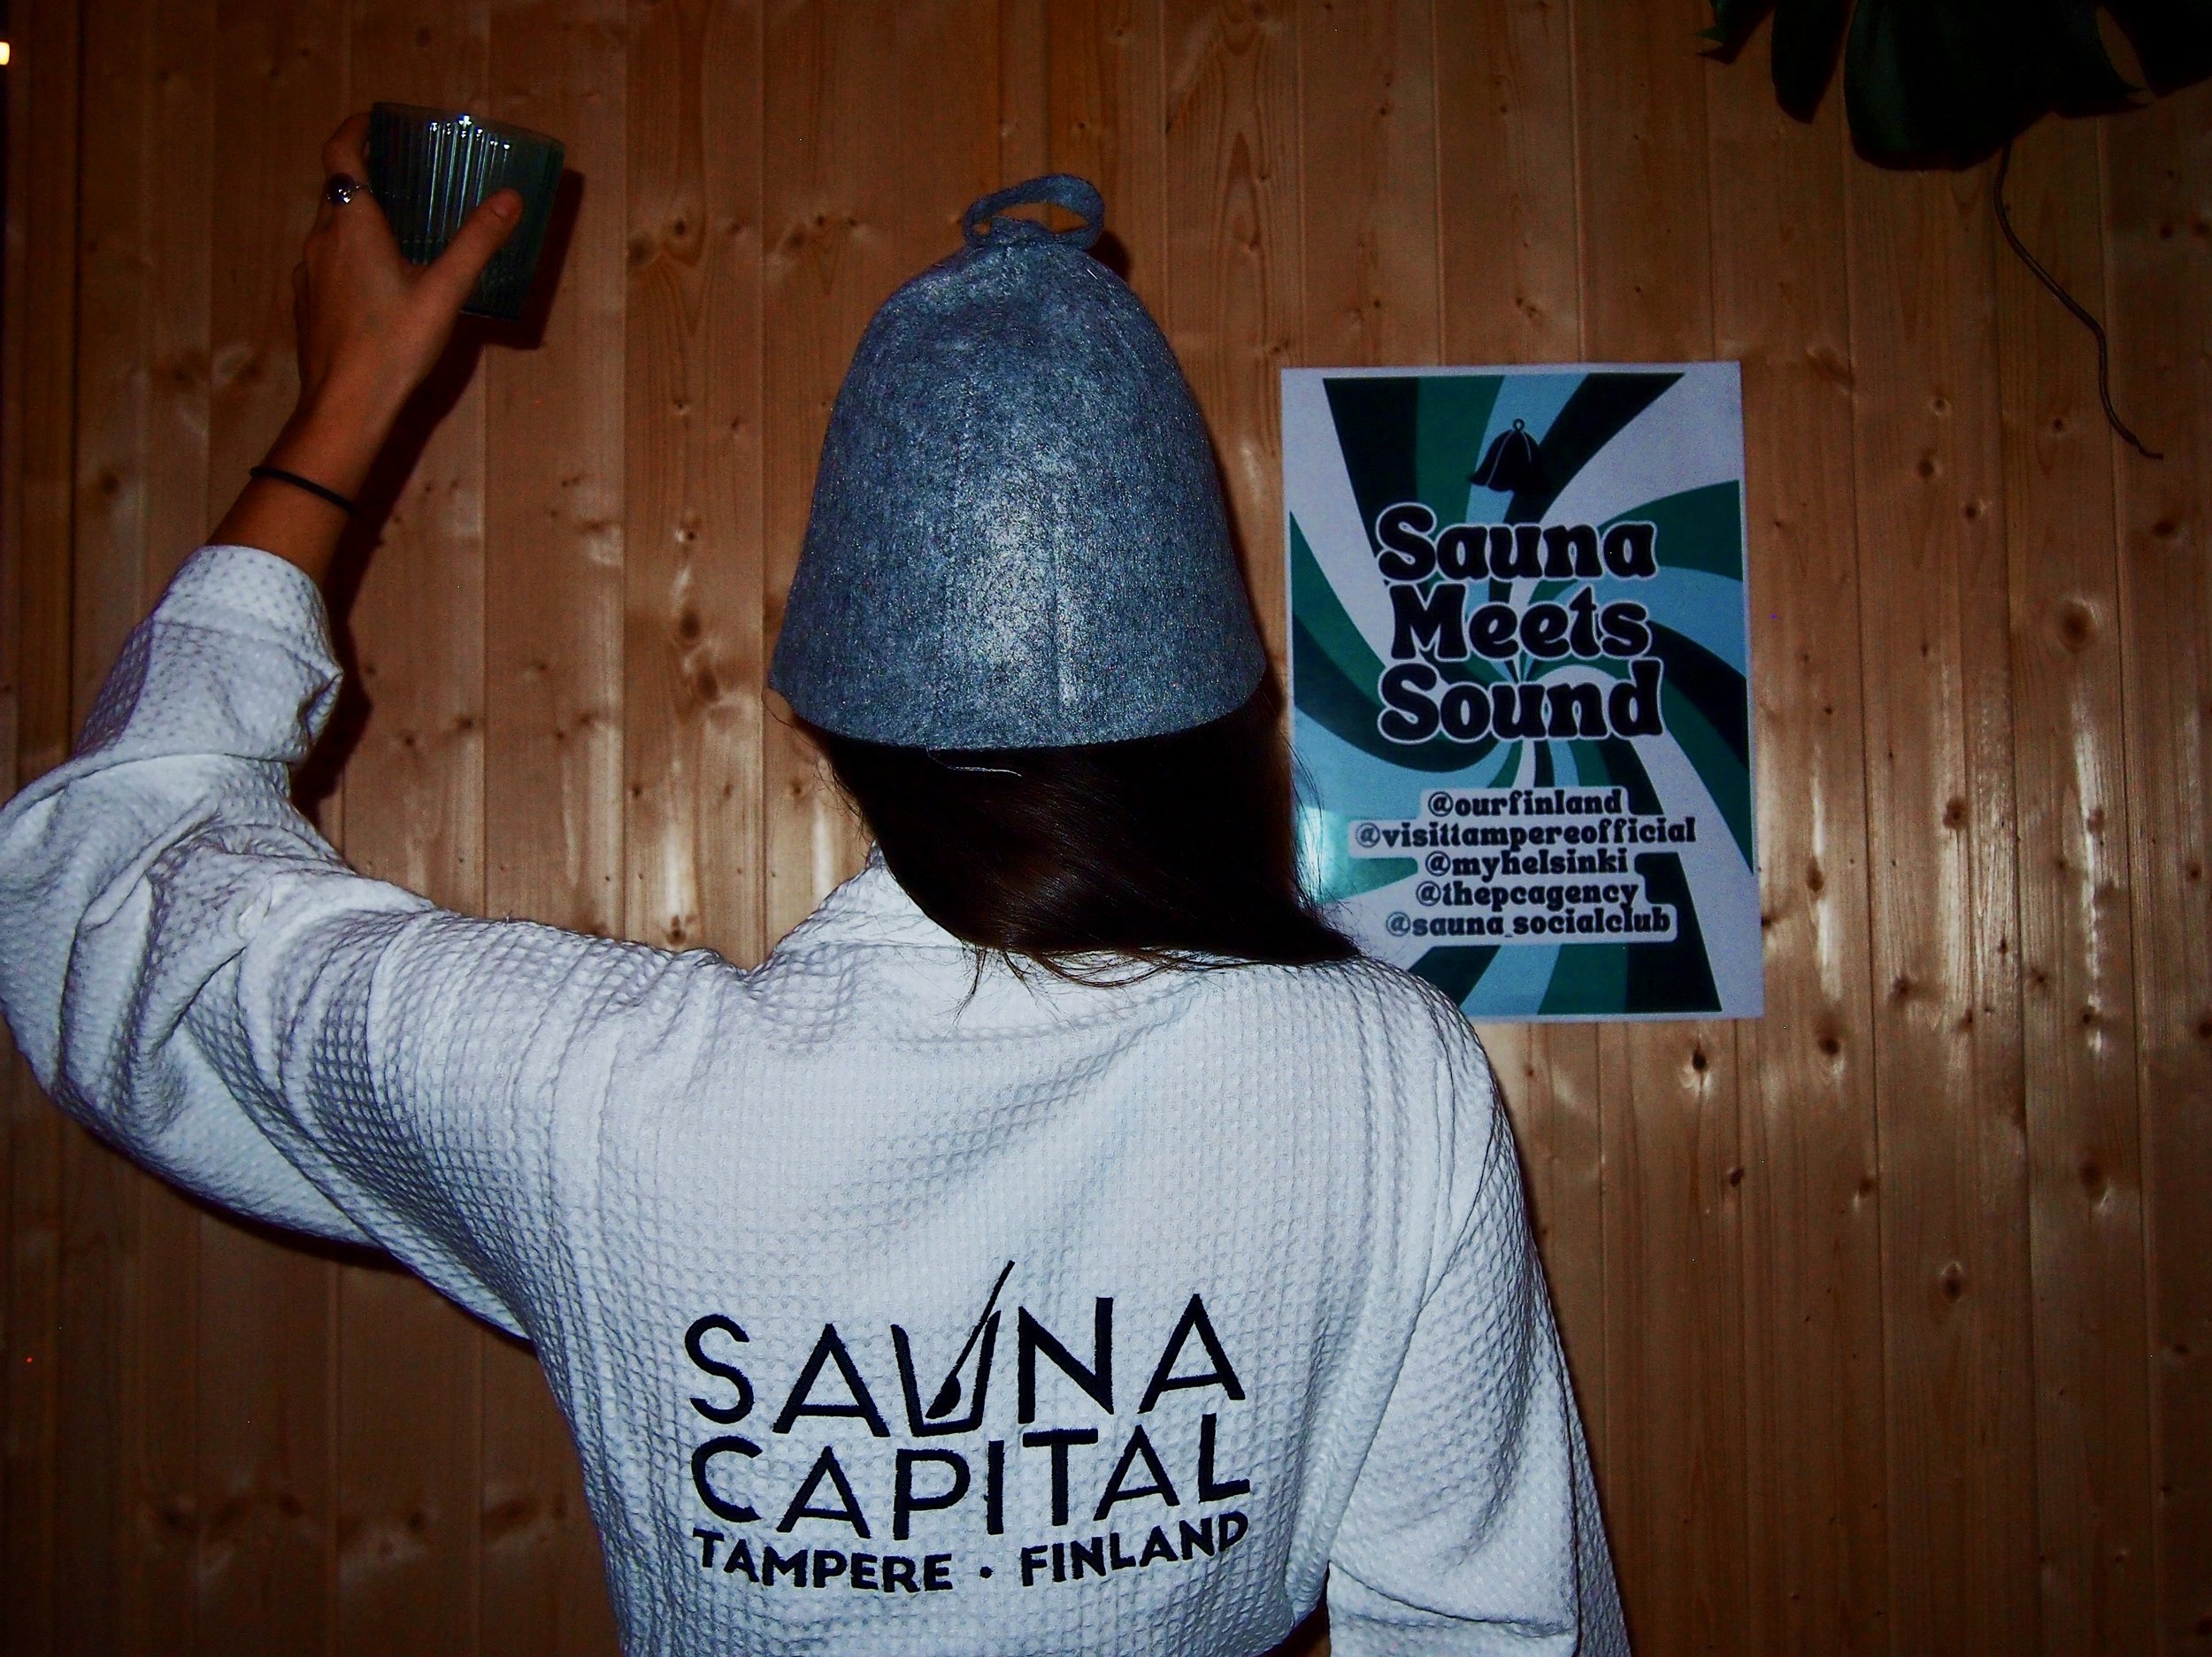 Sauna
Meets
Sound
@ourfinland
@visittampereofficial
@myhelsinki
@thepcagency
@sauna_socialclub
SAUNA
CAPITAL
TAMPERE · FINLAND